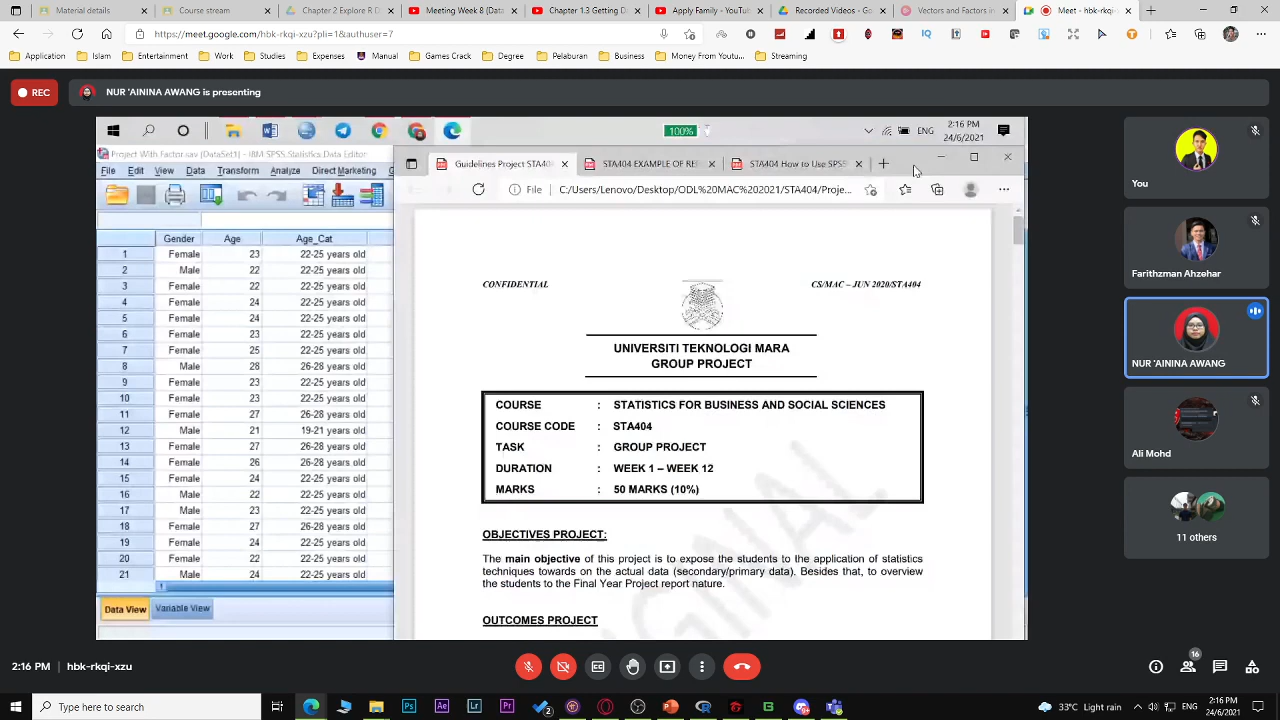 Material details
Course stream
Chapter 2 Explore R D
Meeting Week 8 (Data
Chapter 1.3 Getting D
Apply Family - YouTub
Recorded Videos - Go
Vectors and Factors in
Meet - hbk-rkqi-
https://meet.google.com/hbk-rkqi-xzu?pli=1&authuser=7
Application
Islam
Entertainment
Work
Studies
Expenses
Manual
Games Crack
Design
Pelaburan
Business
Money From Youtu...
Streaming
REC
NUR 'AININA AWANG is presenting
100%
ENG
2:16 PM
24/6/2021
Project With Factor.sav [DataSet1] - IBM SPSS Statistics Data Editor
File Edit View Data Transform Analyze Direct Marketing
Guidelines Project STA404
STA404 EXAMPLE OF RE
STA404 How to Use SPSS
File C:/Users/Lenovo/Desktop/ODL%20MAC%202021/STA404/Proje...
Gender Age Age_Cat
1 Female 23 22-25 years old
2 Male 22 22-25 years old
3 Female 22 22-25 years old
4 Female 24 22-25 years old
5 Female 24 22-25 years old
6 Female 23 22-25 years old
7 Female 25 22-25 years old
8 Male 28 26-28 years old
9 Female 23 22-25 years old
10 Female 23 22-25 years old
11 Female 27 26-28 years old
12 Male 21 19-21 years old
13 Female 27 26-28 years old
14 Female 26 26-28 years old
15 Female 24 22-25 years old
16 Male 22 22-25 years old
17 Male 23 22-25 years old
18 Female 27 26-28 years old
19 Female 24 22-25 years old
20 Female 22 22-25 years old
21 Male 24 22-25 years old
Data View Variable View
CONFIDENTIAL
CS/MAC – JUN 2020/STA404
UNIVERSITI TEKNOLOGI MARA
GROUP PROJECT
COURSE : STATISTICS FOR BUSINESS AND SOCIAL SCIENCES
COURSE CODE : STA404
TASK : GROUP PROJECT
DURATION : WEEK 1 – WEEK 12
MARKS : 50 MARKS (10%)
OBJECTIVES PROJECT:
The main objective of this project is to expose the students to the application of statistics
techniques towards on the actual data (secondary/primary data). Besides that, to overview
the students to the Final Year Project report nature.
OUTCOMES PROJECT
You
Farithzman Ahzehar
NUR 'AININA AWANG
Ali Mohd
11 others
2:16 PM | hbk-rkqi-xzu
16
Type here to search
33°C Light rain
ENG
2:16 PM
24/6/2021